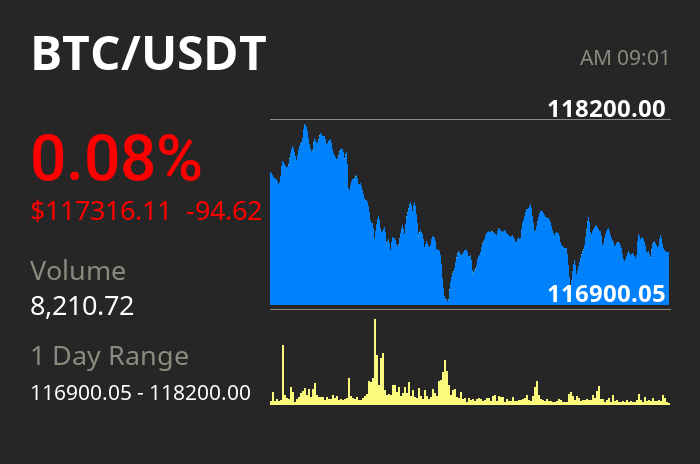 BTC/USDT
AM 09:01
118200.00
0.08%
$117316.11 -94.62
Volume
8,210.72
116900.05
1 Day Range
116900.05 - 118200.00